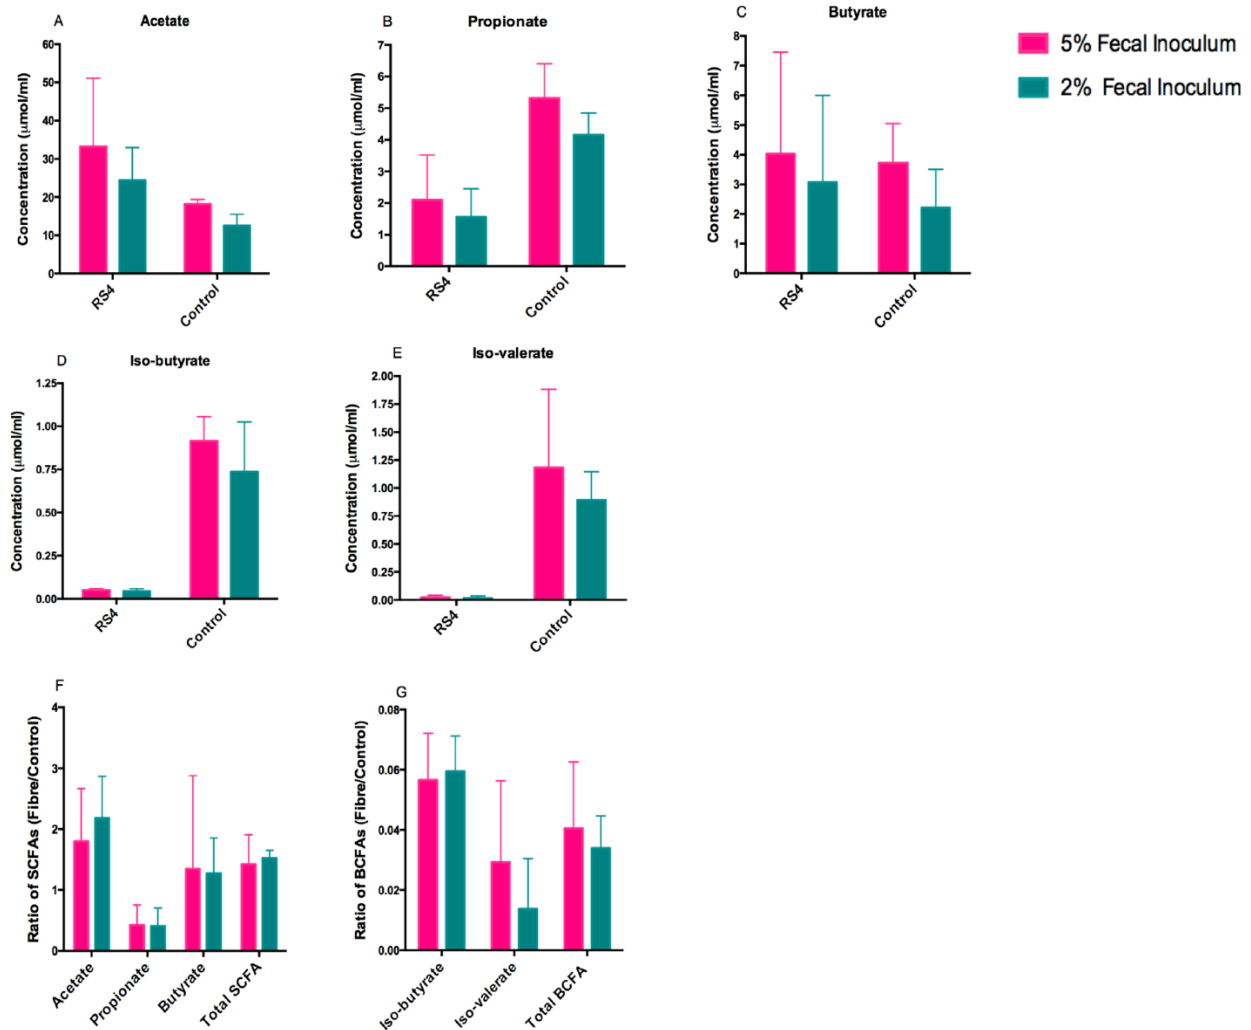 A
Acetate
Concentration (μmol/ml)
60
50
40
30
20
10
0
RS4
Control
B
Propionate
Concentration (μmol/ml)
7
6
5
4
3
2
1
0
RS4
Control
C
Butyrate
Concentration (μmol/ml)
8
7
6
5
4
3
2
1
0
RS4
Control
5% Fecal Inoculum
2% Fecal Inoculum
D
Iso-butyrate
Concentration (μmol/ml)
1.25
1.00
0.75
0.50
0.25
0.00
RS4
Control
E
Iso-valerate
Concentration (μmol/ml)
2.00
1.75
1.50
1.25
1.00
0.75
0.50
0.25
0.00
RS4
Control
F
Ratio of SCFAs (Fibre/Control)
4
3
2
1
0
Acetate
Propionate
Butyrate
Total SCFA
G
Ratio of BCFAs (Fibre/Control)
0.08
0.06
0.04
0.02
0.00
Iso-butyrate
Iso-valerate
Total BCFA